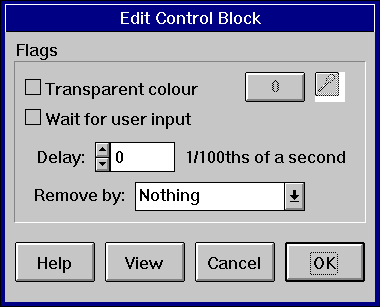 Edit Control Block
Flags
Transparent colour 0
Wait for user input
Delay: 0 1/100ths of a second
Remove by: Nothing
Help View Cancel OK